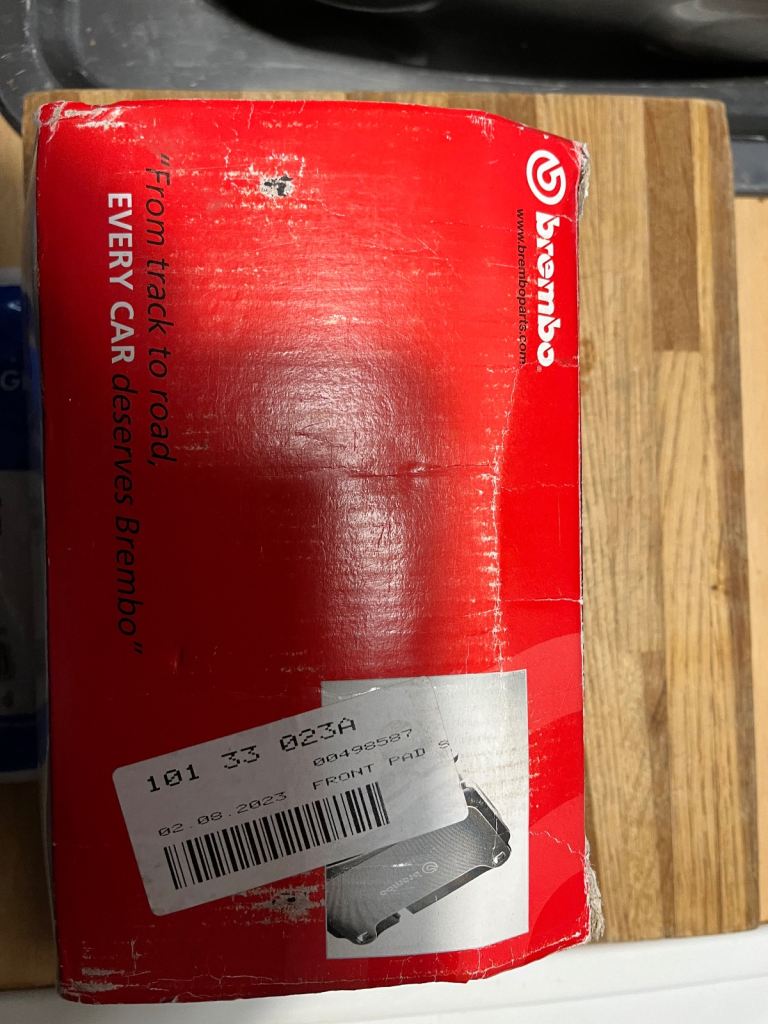 brembo
www.bremboparts.com
"From track to road,
EVERY CAR deserves Brembo"
101 33 023A
00498587
02.08.2023 FRONT PAD S
brembo